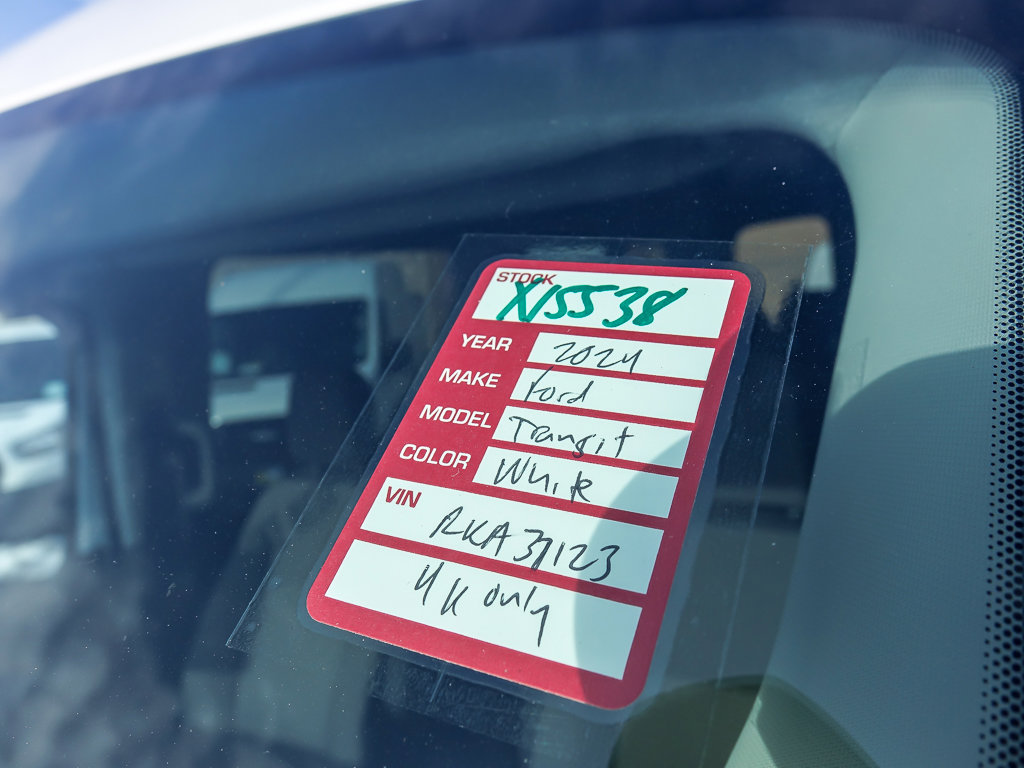 STOCK X15538
YEAR 2024
MAKE Ford
MODEL Transit
COLOR White
VIN RKA37123
4K only